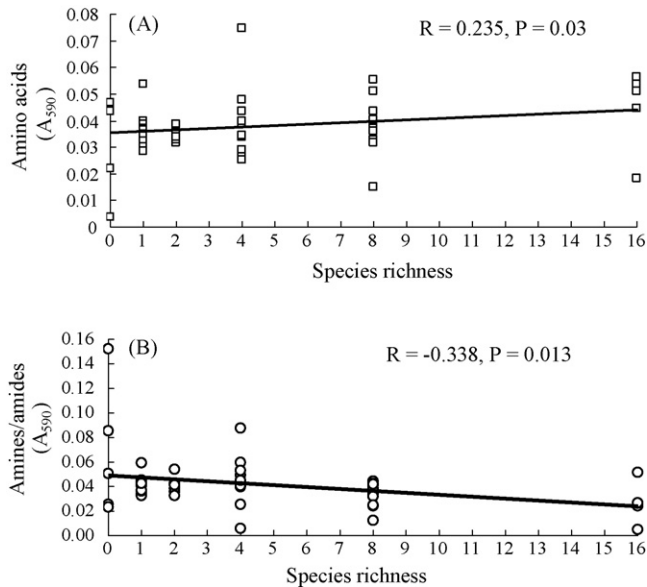 (A)
R = 0.235, P = 0.03
Amino acids
(A590)
0.08
0.07
0.06
0.05
0.04
0.03
0.02
0.01
0
0 1 2 3 4 5 6 7 8 9 10 11 12 13 14 15 16
Species richness
(B)
R = -0.338, P = 0.013
Amines/amides
(A590)
0.16
0.14
0.12
0.10
0.08
0.06
0.04
0.02
0.00
0 1 2 3 4 5 6 7 8 9 10 11 12 13 14 15 16
Species richness